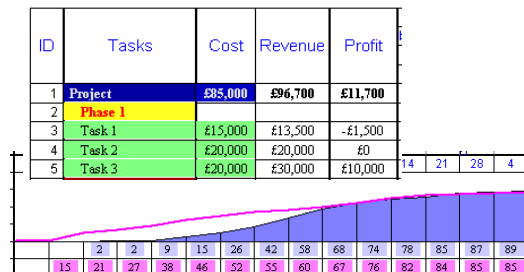 ID Tasks Cost Revenue Profit
1 Project £85,000 £96,700 £11,700
2 Phase 1
3 Task 1 £15,000 £13,500 -£1,500
4 Task 2 £20,000 £20,000 £0
5 Task 3 £20,000 £30,000 £10,000
14 21 28 4
2 2 9 15 26 42 58 68 74 78 85 87 89
15 21 27 38 46 52 55 60 67 76 82 84 85 85